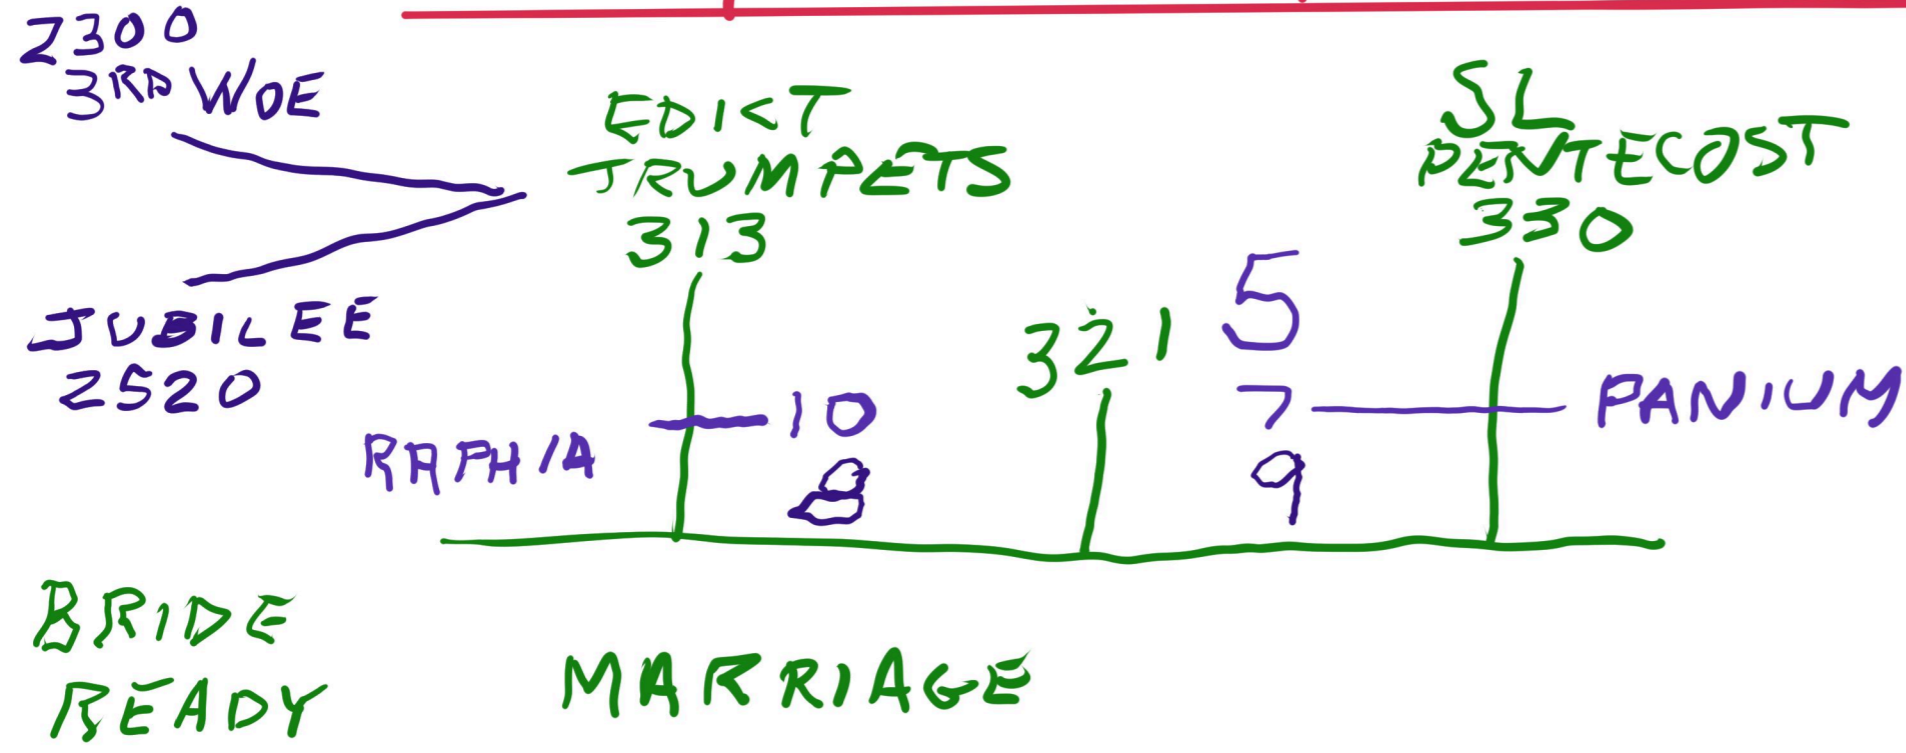 2300
3RD WOE
EDICT
TRUMPETS
313
SL
PENTECOST
330
JUBILEE
2520
321
5
7
9
PANIUM
RAPHIA
10
8
BRIDE
READY
MARRIAGE